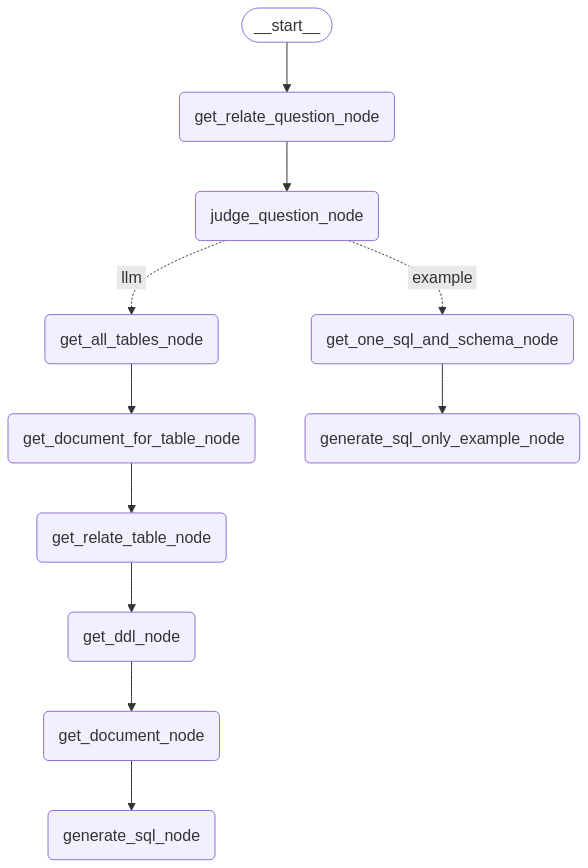 __start__
get_relate_question_node
judge_question_node
llm
example
get_all_tables_node
get_one_sql_and_schema_node
get_document_for_table_node
generate_sql_only_example_node
get_relate_table_node
get_ddl_node
get_document_node
generate_sql_node